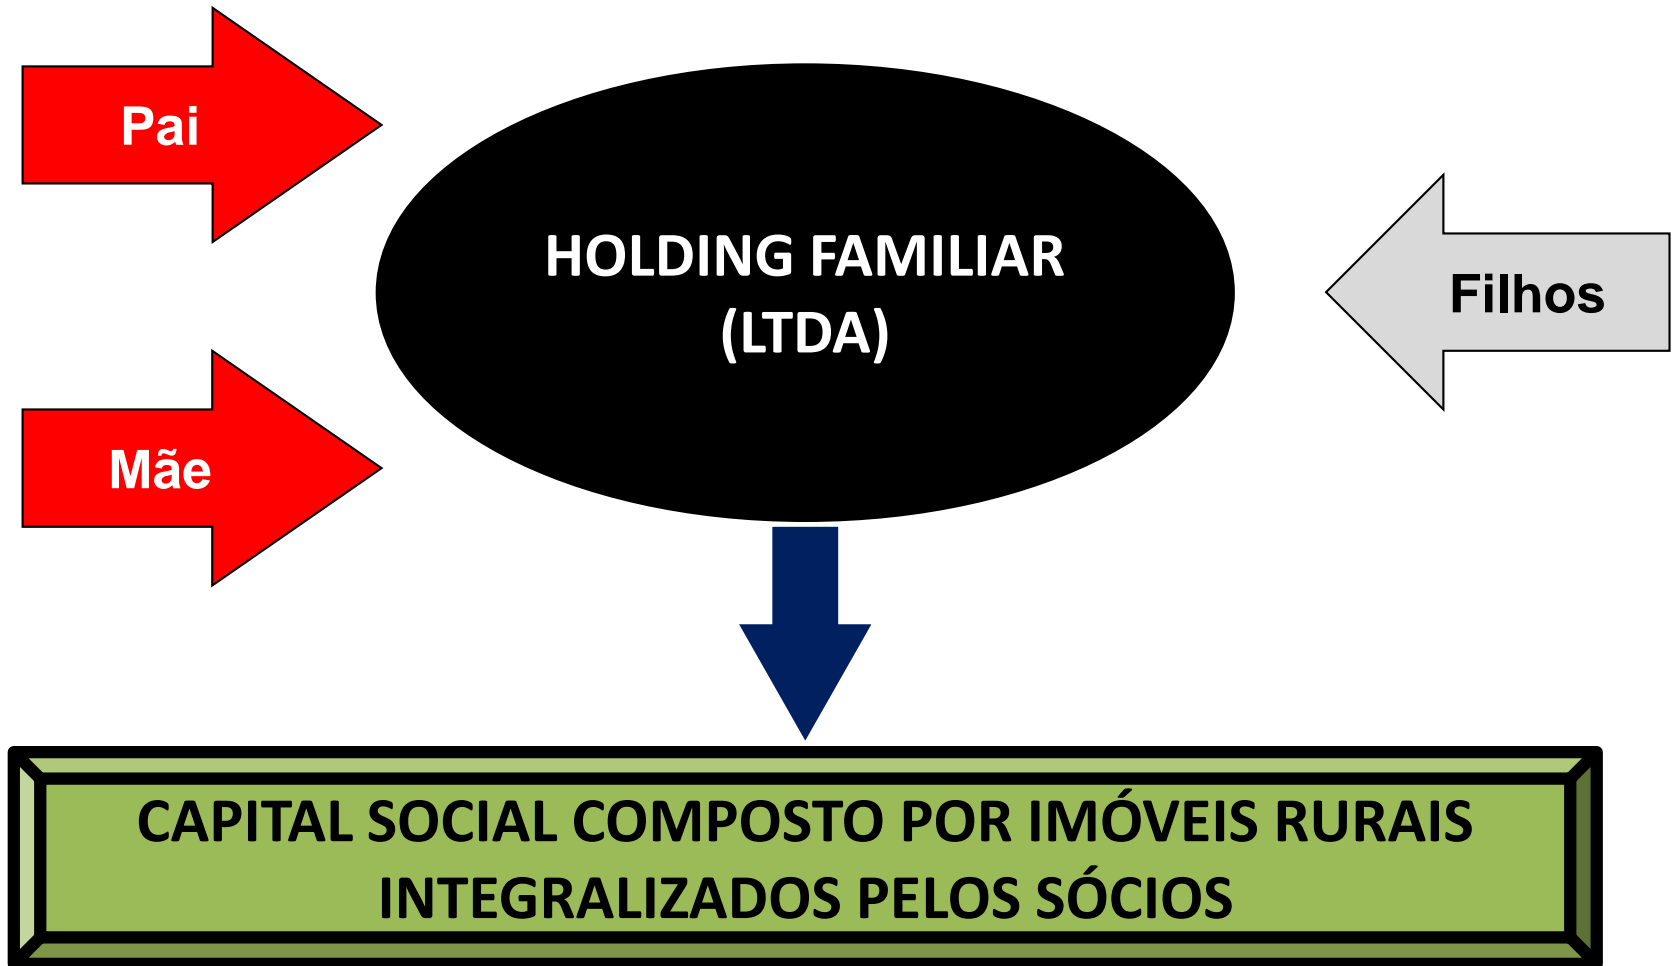 Pai
HOLDING FAMILIAR
(LTDA)
Filhos
Mãe
CAPITAL SOCIAL COMPOSTO POR IMÓVEIS RURAIS
INTEGRALIZADOS PELOS SÓCIOS